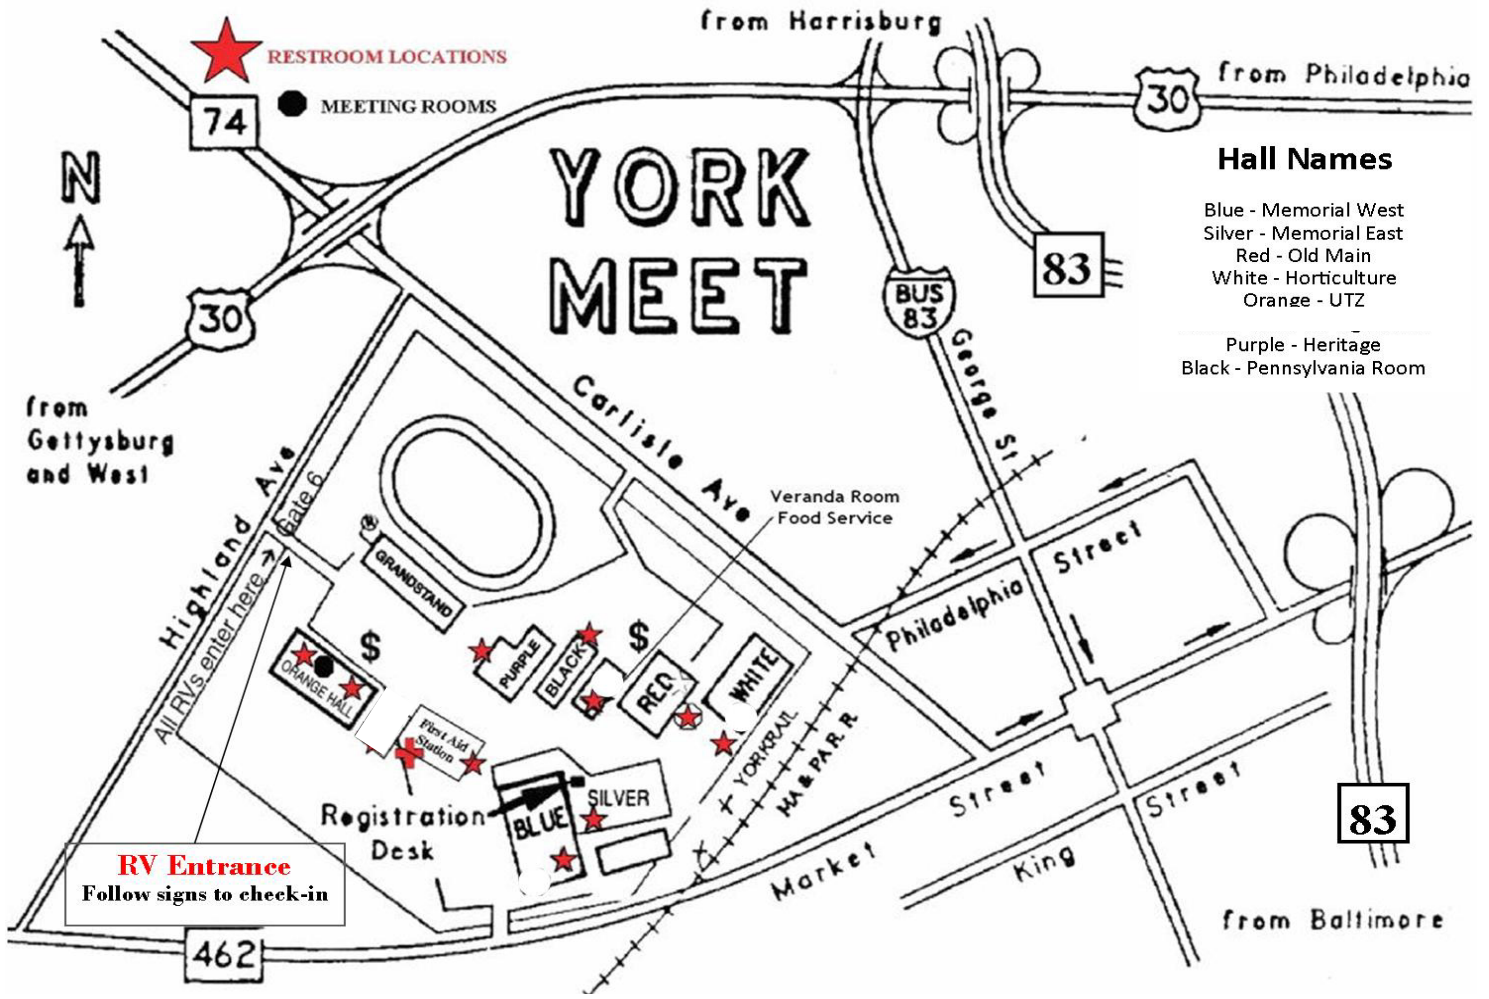 from Harrisburg
RESTROOM LOCATIONS
MEETING ROOMS
74
N
30
from Philadelphia
30
YORK
MEET
Hall Names
Blue - Memorial West
Silver - Memorial East
Red - Old Main
White - Horticulture
Orange - UTZ
Purple - Heritage
Black - Pennsylvania Room
83
BUS
83
George St
from
Gettysburg
and West
Carlisle Ave
Highland Ave
Gate 6
All RVs enter here
Veranda Room
Food Service
GRANDSTAND
Philadelphia Street
$
$
PURPLE
BLACK
RED
WHITE
ORANGE HALL
First Aid
Station
YORKRAIL
MA & PA R.R
Registration
Desk
SILVER
BLUE
RV Entrance
Follow signs to check-in
Market Street
King Street
83
from Baltimore
462